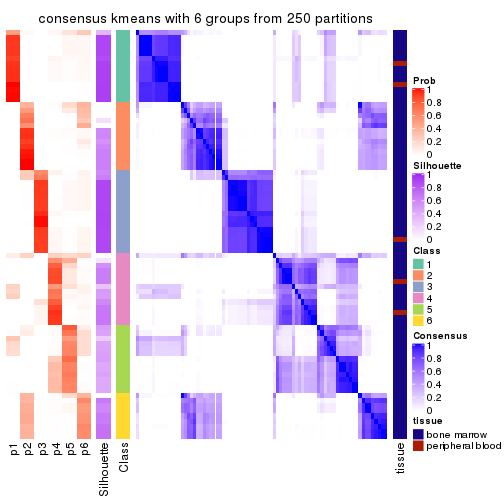 consensus kmeans with 6 groups from 250 partitions
Prob
1
0.8
0.6
0.4
0.2
0
Silhouette
1
0.8
0.6
0.4
0.2
0
Class
1
2
3
4
5
6
Consensus
1
0.8
0.6
0.4
0.2
0
tissue
bone marrow
peripheral blood
p1
p2
p3
p4
p5
p6
Silhouette
Class
tissue